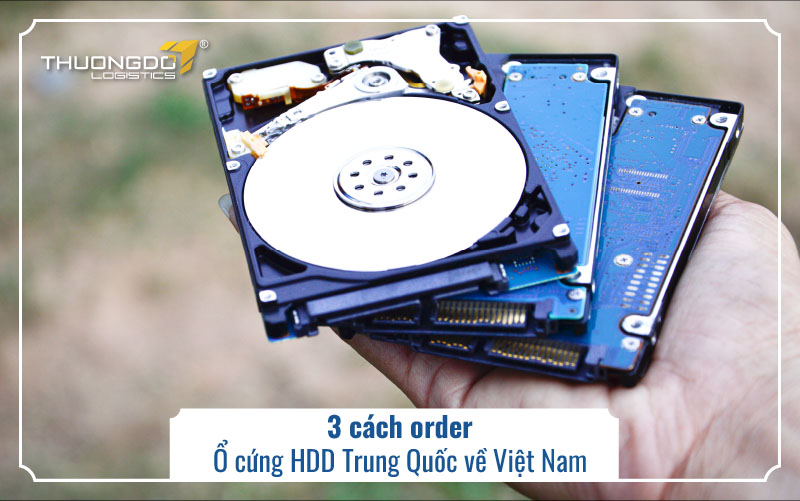 THUONGDO ®
LOGISTICS
3 cách order
Ổ cứng HDD Trung Quốc về Việt Nam